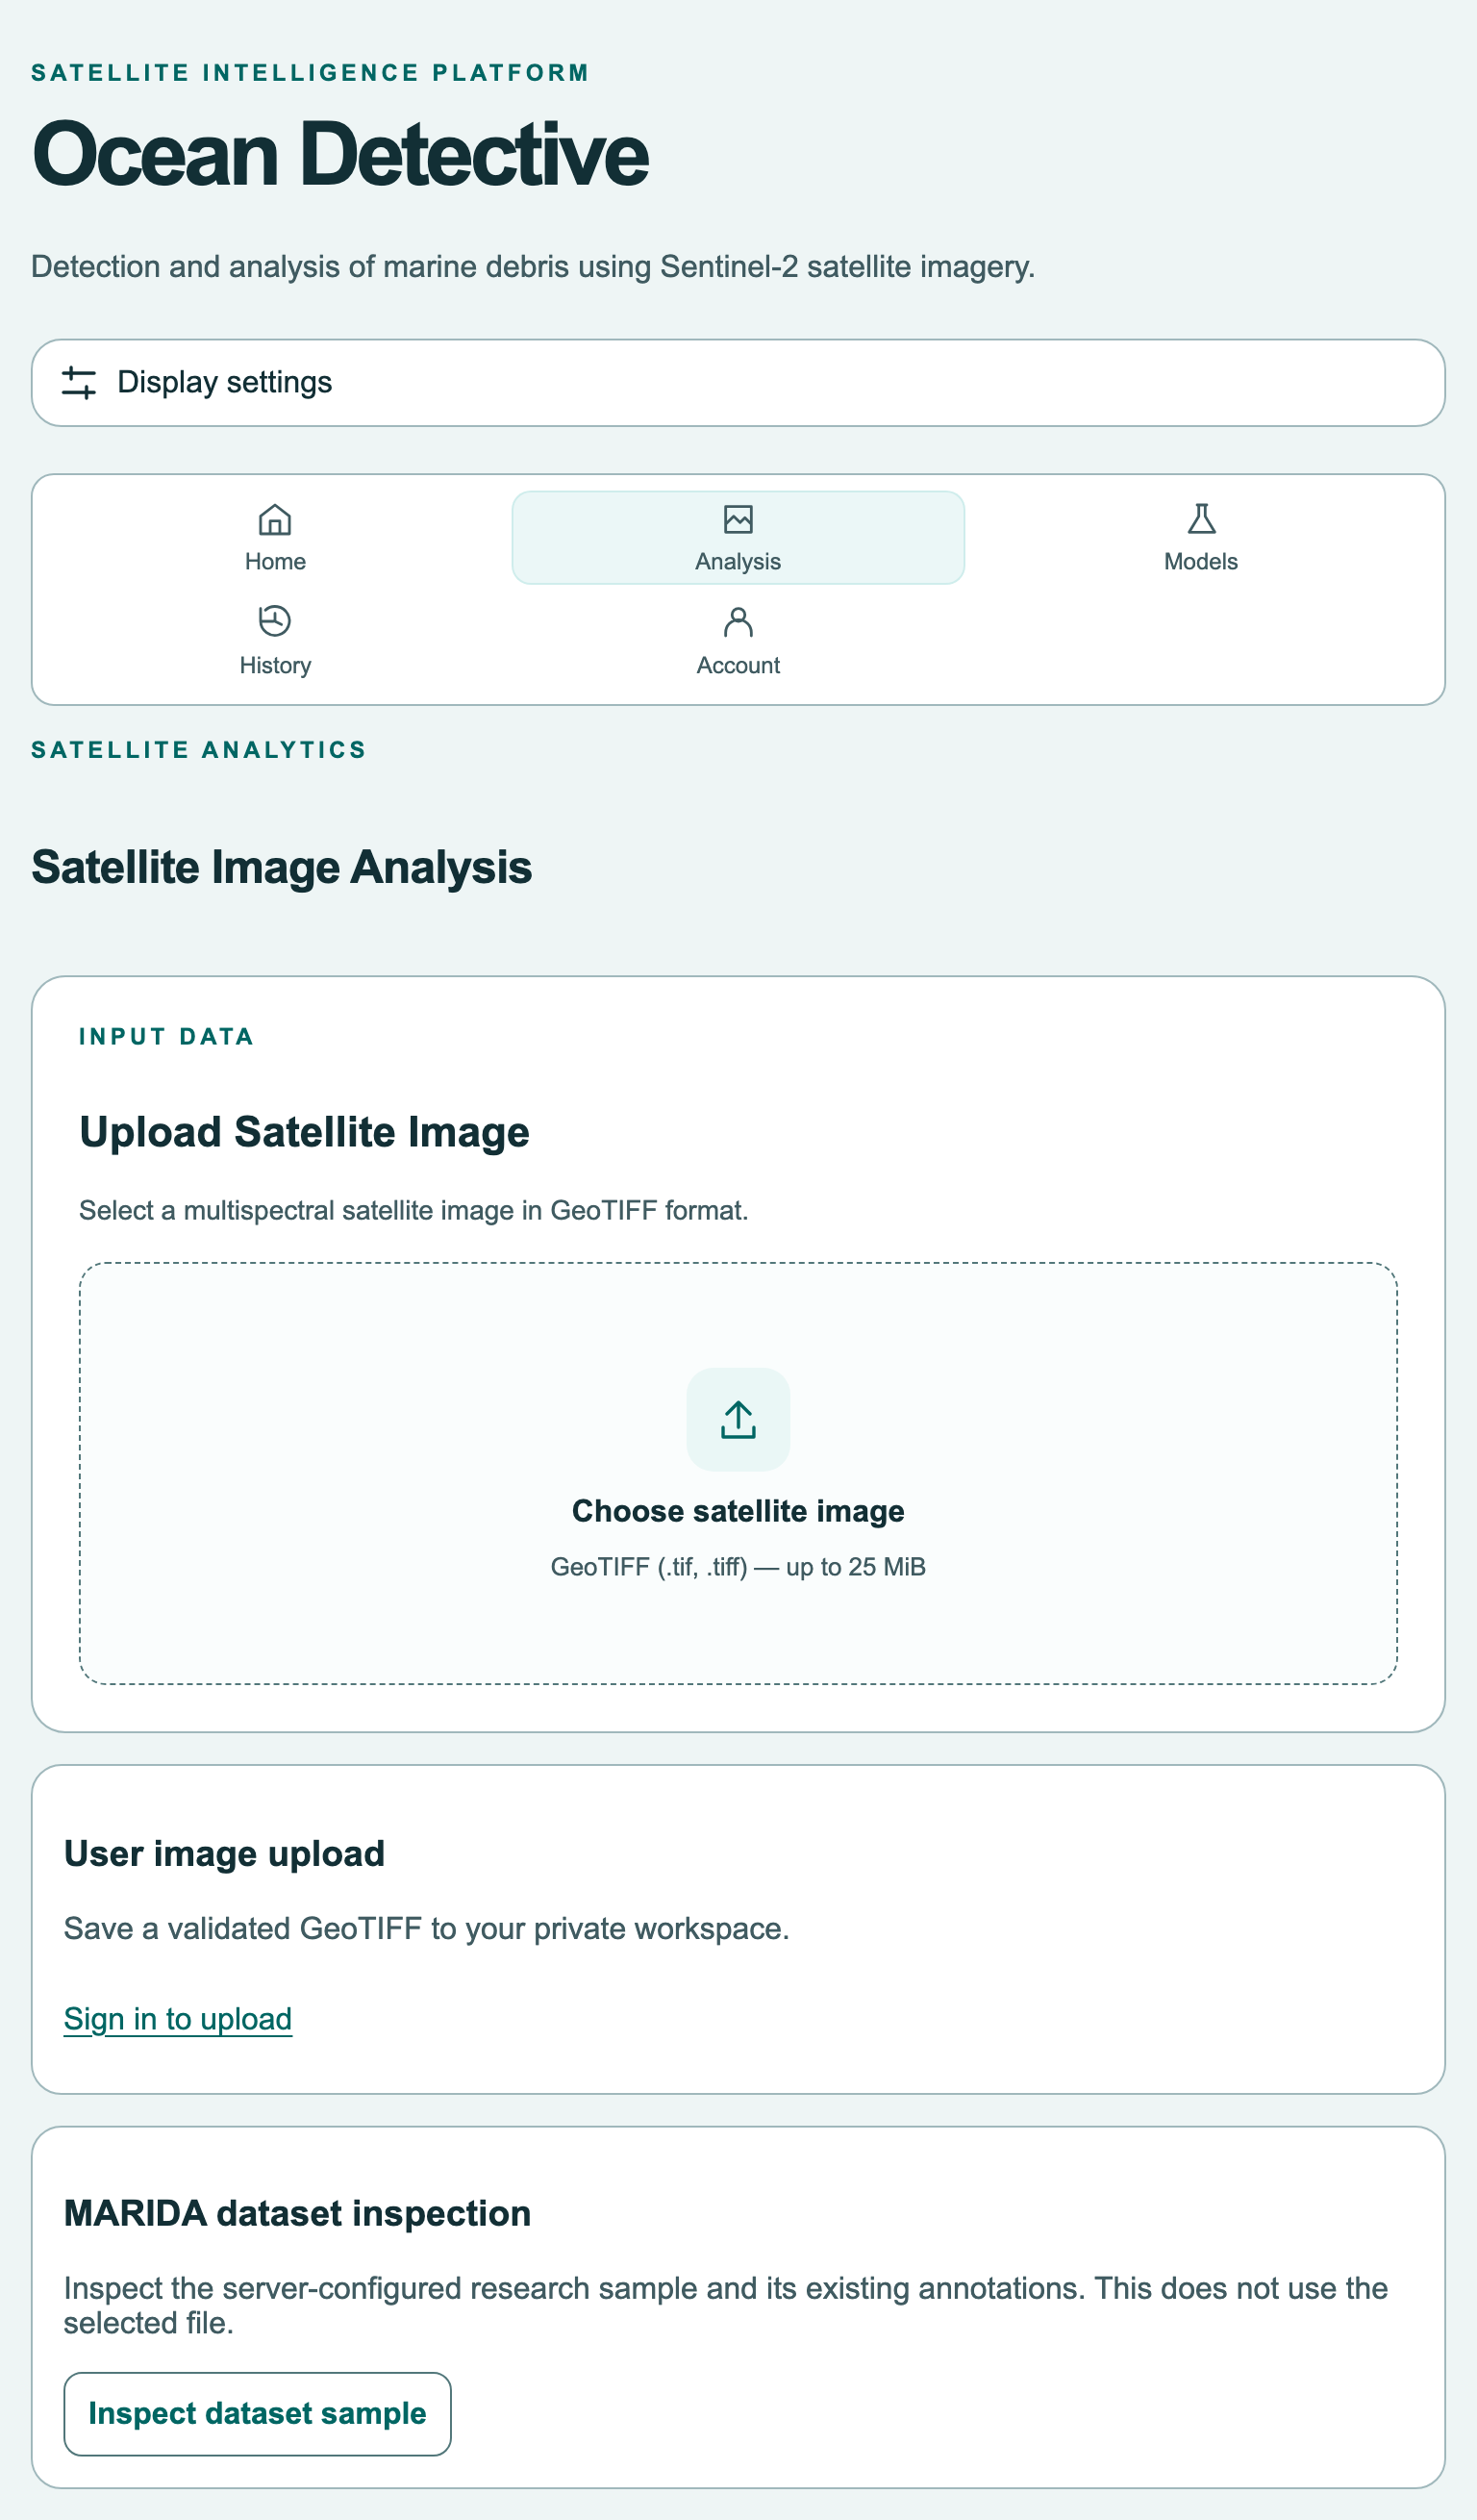 SATELLITE INTELLIGENCE PLATFORM
Ocean Detective
Detection and analysis of marine debris using Sentinel-2 satellite imagery.
Display settings
Home
Analysis
Models
History
Account
SATELLITE ANALYTICS
Satellite Image Analysis
INPUT DATA
Upload Satellite Image
Select a multispectral satellite image in GeoTIFF format.
Choose satellite image
GeoTIFF (.tif, .tiff) — up to 25 MiB
User image upload
Save a validated GeoTIFF to your private workspace.
Sign in to upload
MARIDA dataset inspection
Inspect the server-configured research sample and its existing annotations. This does not use the
selected file.
Inspect dataset sample